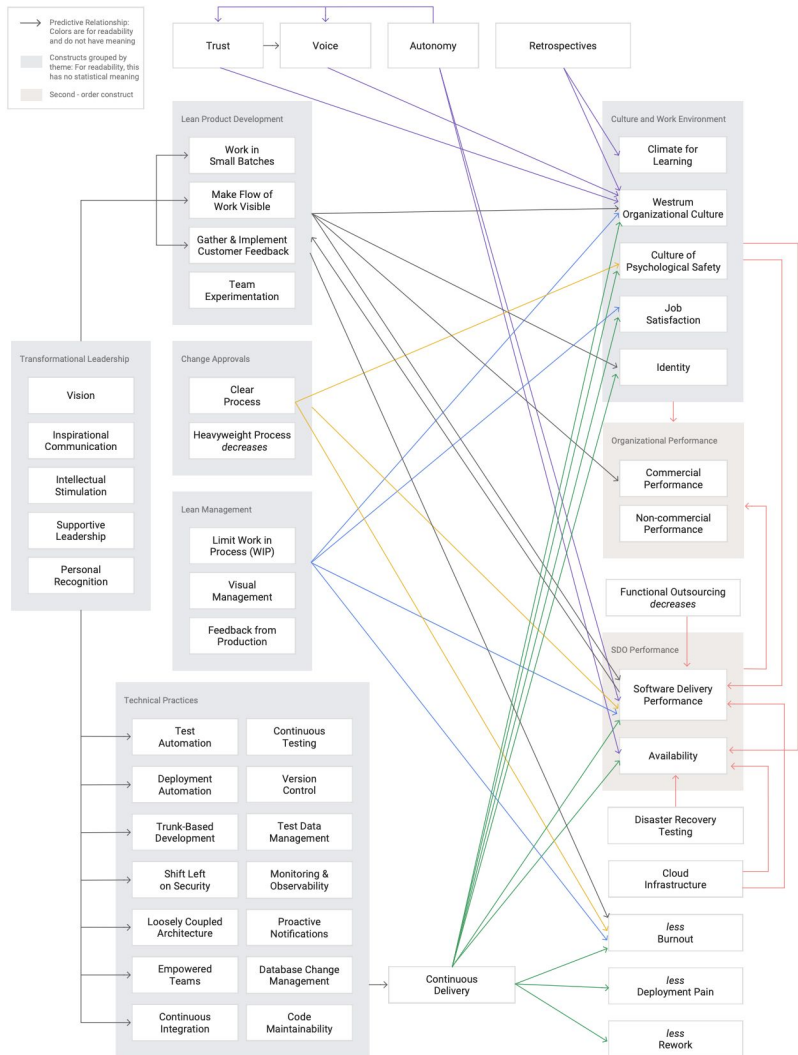 Predictive Relationship:
Colors are for readability
and do not have meaning
Constructs grouped by
theme: For readability, this
has no statistical meaning
Second - order construct
Trust
Voice
Autonomy
Retrospectives
Lean Product Development
Work in
Small Batches
Make Flow of
Work Visible
Gather & Implement
Customer Feedback
Team
Experimentation
Culture and Work Environment
Climate for
Learning
Westrum
Organizational Culture
Culture of
Psychological Safety
Job
Satisfaction
Identity
Transformational Leadership
Vision
Inspirational
Communication
Intellectual
Stimulation
Supportive
Leadership
Personal
Recognition
Change Approvals
Clear
Process
Heavyweight Process
decreases
Organizational Performance
Commercial
Performance
Non-commercial
Performance
Lean Management
Limit Work in
Process (WIP)
Visual
Management
Feedback from
Production
Functional Outsourcing
decreases
SDO Performance
Software Delivery
Performance
Availability
Disaster Recovery
Testing
Cloud
Infrastructure
less
Burnout
less
Deployment Pain
less
Rework
Technical Practices
Test
Automation
Continuous
Testing
Deployment
Automation
Version
Control
Trunk-Based
Development
Test Data
Management
Shift Left
on Security
Monitoring &
Observability
Loosely Coupled
Architecture
Proactive
Notifications
Empowered
Teams
Database Change
Management
Continuous
Integration
Code
Maintainability
Continuous
Delivery